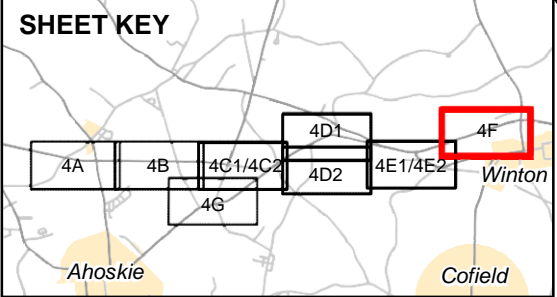 SHEET KEY
4D1
4F
4A
4B
4C1/4C2
4D2
4E1/4E2
Winton
4G
Ahoskie
Cofield